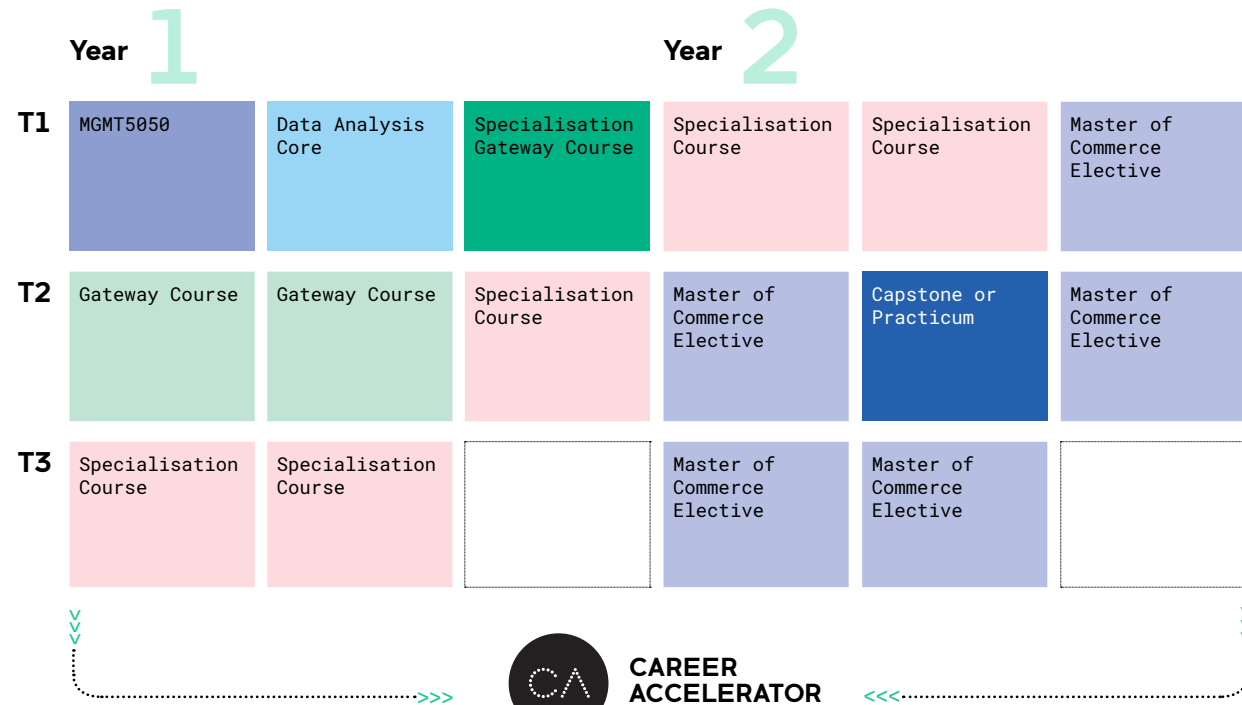 Year 1
Year 2
T1
MGMT5050
Data Analysis
Core
Specialisation
Gateway Course
Specialisation
Course
Specialisation
Course
Master of
Commerce
Elective
T2
Gateway Course
Gateway Course
Specialisation
Course
Master of
Commerce
Elective
Capstone or
Practicum
Master of
Commerce
Elective
T3
Specialisation
Course
Specialisation
Course
Master of
Commerce
Elective
Master of
Commerce
Elective
CA
CAREER
ACCELERATOR